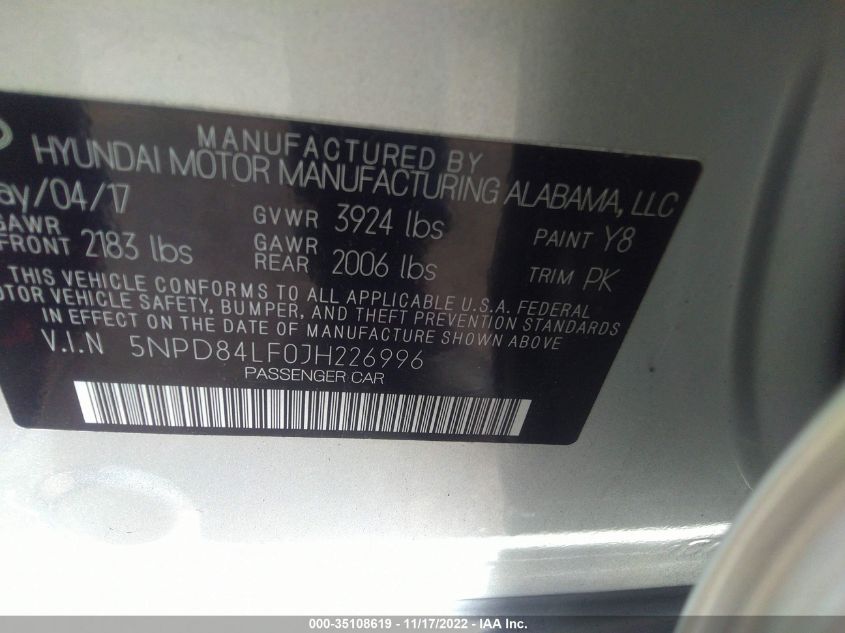 MANUFACTURED BY
HYUNDAI MOTOR MANUFACTURING ALABAMA, LLC
ay/04/17
GAWR FRONT 2183 lbs
GVWR 3924 lbs
GAWR REAR 2006 lbs
PAINT Y8
TRIM PK
THIS VEHICLE CONFORMS TO ALL APPLICABLE U.S.A. FEDERAL
MOTOR VEHICLE SAFETY, BUMPER, AND THEFT PREVENTION STANDARDS
IN EFFECT ON THE DATE OF MANUFACTURE SHOWN ABOVE
V.I.N 5NPD84LF0JH226996
PASSENGER CAR
000-35108619 - 11/17/2022 - IAA Inc.